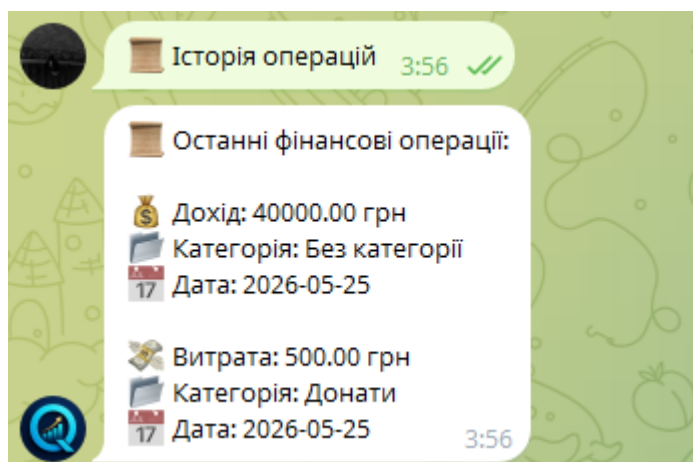 Історія операцій 3:56
Останні фінансові операції:
Дохід: 40000.00 грн
Категорія: Без категорії
Дата: 2026-05-25
Витрата: 500.00 грн
Категорія: Донати
Дата: 2026-05-25
3:56